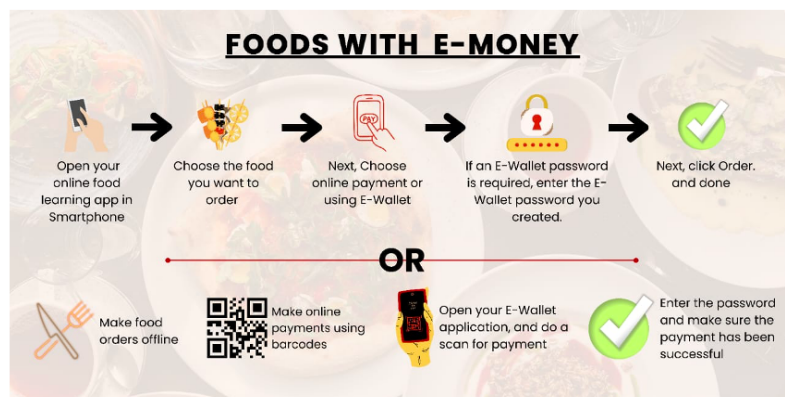 FOODS WITH E-MONEY
PAY
Open your
online food
learning app in
Smartphone
Choose the food
you want to
order
Next, Choose
online payment or
using E-Wallet
If an E-Wallet password
is required, enter the E-
Wallet password you
created.
Next, click Order.
and done
OR
Make food
orders offline
Make online
payments using
barcodes
Open your E-Wallet
application, and do a
scan for payment
Enter the password
and make sure the
payment has been
successful